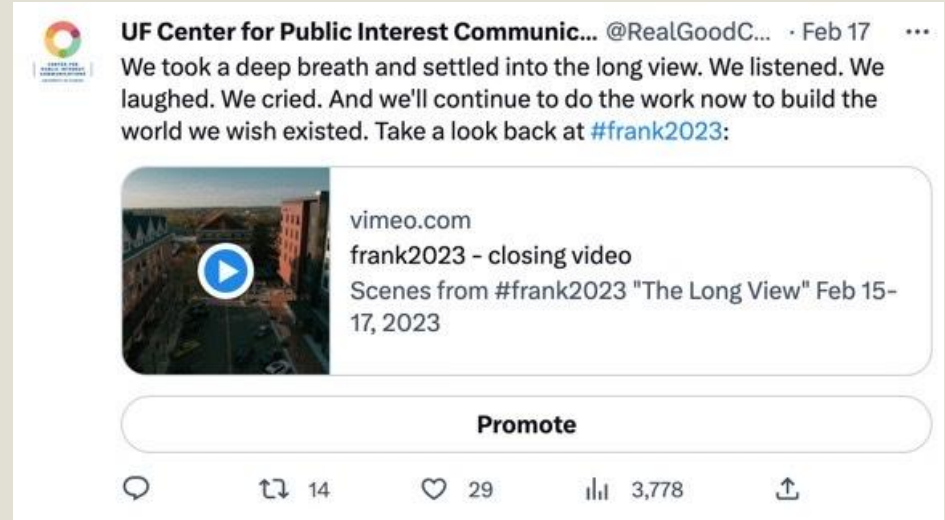 UF Center for Public Interest Communic... @RealGoodC... · Feb 17 ...
We took a deep breath and settled into the long view. We listened. We
laughed. We cried. And we'll continue to do the work now to build the
world we wish existed. Take a look back at #frank2023:
vimeo.com
frank2023 - closing video
Scenes from #frank2023 "The Long View" Feb 15-
17, 2023
Promote
14 29 3,778